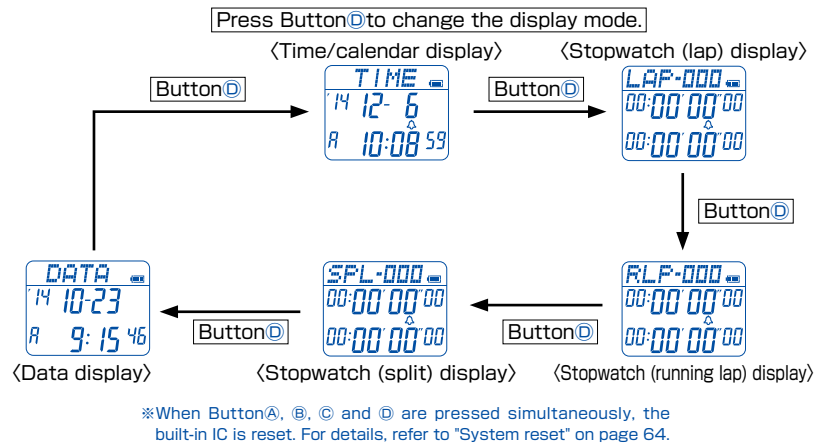 Press ButtonⒹto change the display mode.
〈Time/calendar display〉
〈Stopwatch (lap) display〉
ButtonⒹ
TIME
'14 12- 6
A 10:08 59
ButtonⒹ
LAP-000
00:00'00"00
00:00'00"00
ButtonⒹ
DATA
'14 10-23
A 9:15 46
ButtonⒹ
SPL-000
00:00'00"00
00:00'00"00
ButtonⒹ
RLP-000
00:00'00"00
00:00'00"00
〈Data display〉
〈Stopwatch (split) display〉
〈Stopwatch (running lap) display〉
※When ButtonⒶ, Ⓑ, Ⓒ and Ⓓ are pressed simultaneously, the
built-in IC is reset. For details, refer to "System reset" on page 64.